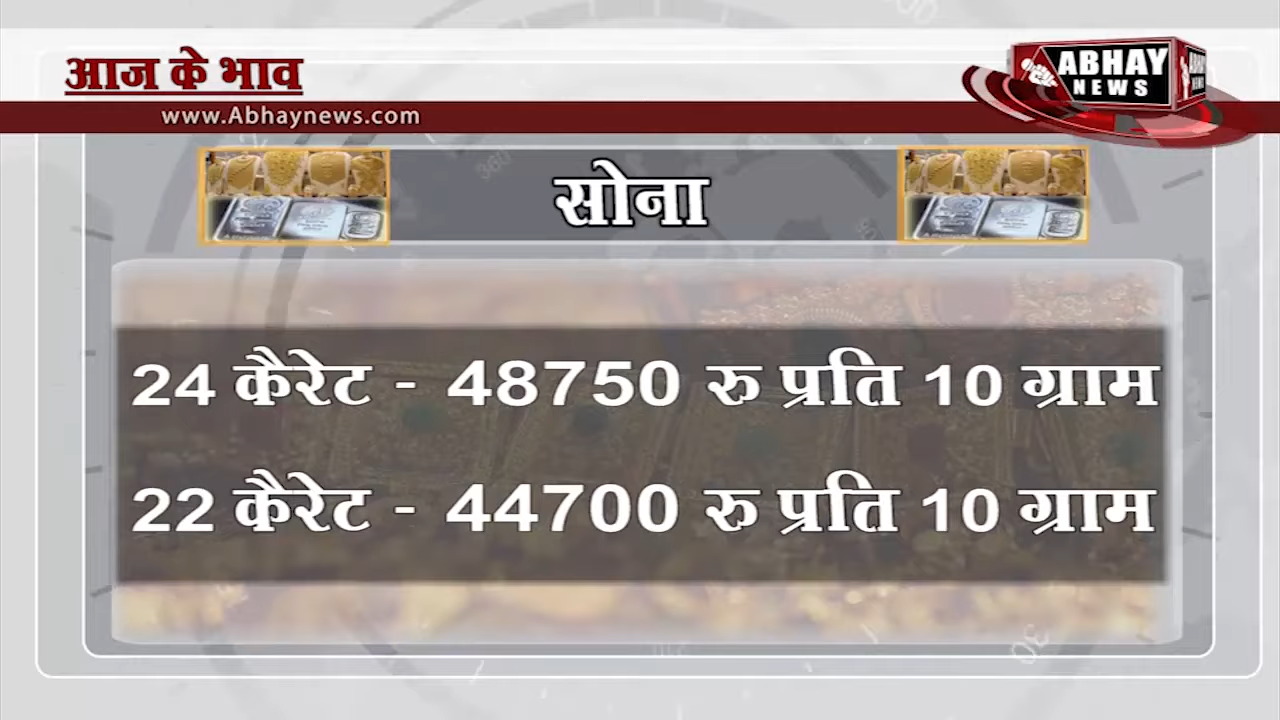 आज के भाव
ABHAY
NEWS
www.Abhaynews.com
सोना
24 कैरेट - 48750 रु प्रति 10 ग्राम
22 कैरेट - 44700 रु प्रति 10 ग्राम